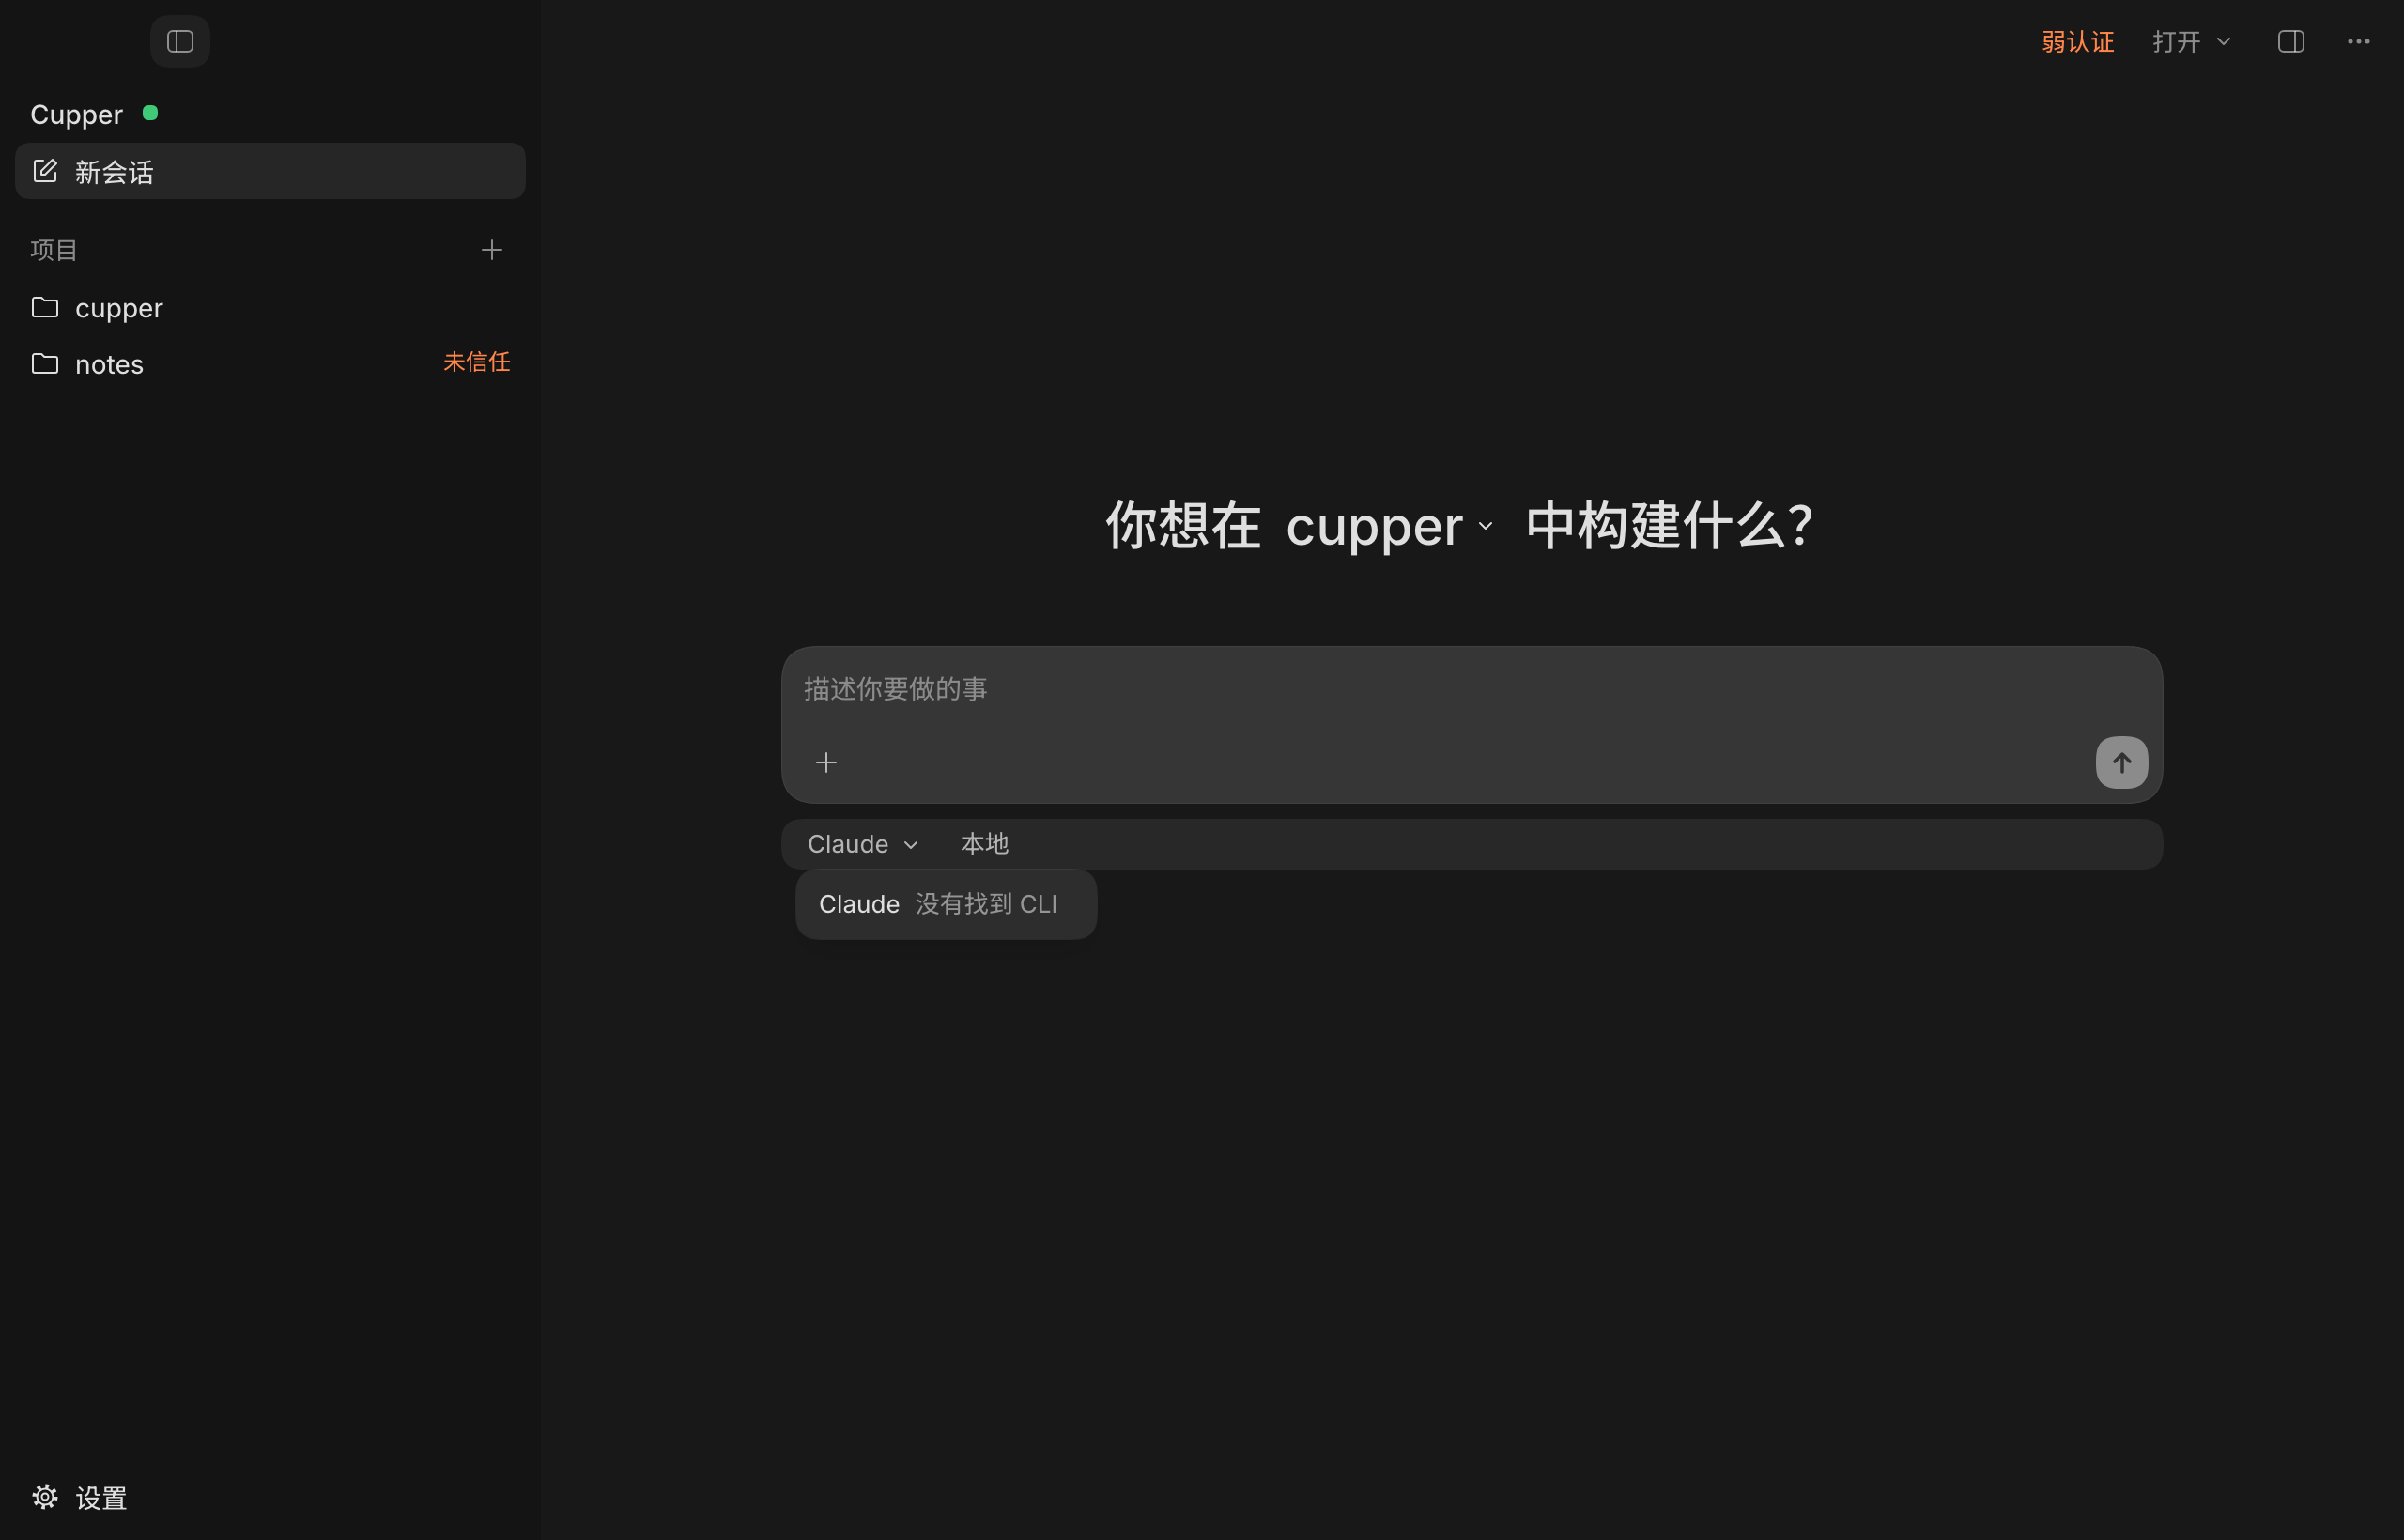 弱认证 打开
Cupper
新会话
项目
cupper
notes 未信任
你想在 cupper 中构建什么？
描述你要做的事
Claude 本地
Claude 没有找到 CLI
设置